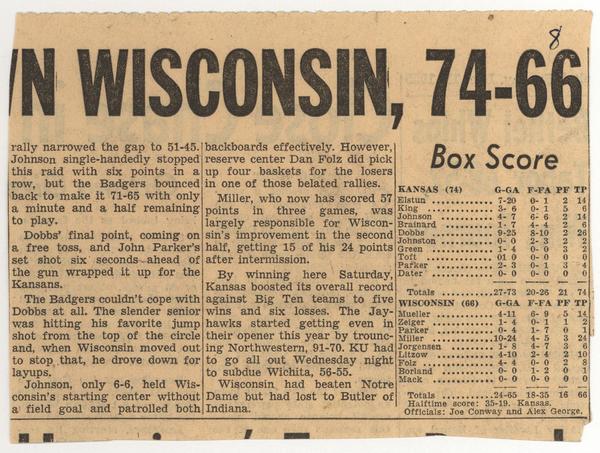 8
WN WISCONSIN, 74-66
rally narrowed the gap to 51-45.
Johnson single-handedly stopped
this raid with six points in a
row, but the Badgers bounced
back to make it 71-65 with only
a minute and a half remaining
to play.
Dobbs' final point, coming on
a free toss, and John Parker's
set shot six seconds ahead of
the gun wrapped it up for the
Kansans.
The Badgers couldn't cope with
Dobbs at all. The slender senior
was hitting his favorite jump
shot from the top of the circle
and, when Wisconsin moved out
to stop that, he drove down for
layups.
Johnson, only 6-6, held Wis-
consin's starting center without
a field goal and patrolled both
backboards effectively. However,
reserve center Dan Folz did pick
up four baskets for the losers
in one of those belated rallies.
Miller, who now has scored 57
points in three games, was
largely responsible for Wiscon-
sin's improvement in the second
half, getting 15 of his 24 points
after intermission.
By winning here Saturday,
Kansas boosted its overall record
against Big Ten teams to five
wins and six losses. The Jay-
hawks started getting even in
their opener this year by trounc-
ing Northwestern, 91-70. KU had
to go all out Wednesday night
to subdue Wichita, 56-55.
Wisconsin had beaten Notre
Dame but had lost to Butler of
Indiana.
Box Score
KANSAS (74) G-GA F-FA PF TP
Elstun 7-20 0- 1 2 14
King 3- 6 0- 1 5 6
Johnson 4- 7 6- 6 2 14
Brainard 1- 7 4- 4 2 6
Dobbs 9-25 8-10 2 26
Johnston 0- 0 2- 3 2 2
Green 1- 4 0- 0 3 2
Toft 01 0 0- 0 0 0
Parker 2- 3 0- 1 3 4
Dater 0- 0 0- 0 0 0
Totals 27-73 20-26 21 74
WISCONSIN (66) G-GA F-FA PF TP
Mueller 4-11 6- 9 5 14
Zeiger 1- 4 0- 1 1 2
Parker 0- 4 1- 7 0 1
Miller 10-24 4- 5 3 24
Jorgensen 1- 8 4- 7 3 6
Litzow 4-10 2- 4 2 10
Folz 4- 4 0- 0 2 8
Borland 0- 0 1- 2 0 1
Mack 0- 0 0- 0 0 0
Totals 24-65 18-35 16 66
Halftime score: 35-19. Kansas.
Officials: Joe Conway and Alex George.